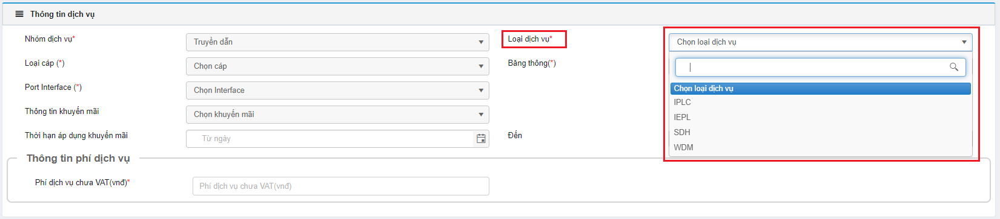 Thông tin dịch vụ
Nhóm dịch vụ*
Truyền dẫn
Loại dịch vụ*
Chọn loại dịch vụ
Loại cáp (*)
Chọn cáp
Băng thông(*)
Chọn loại dịch vụ
IPLC
IEPL
SDH
WDM
Port Interface (*)
Chọn Interface
Thông tin khuyến mãi
Chọn khuyến mãi
Thời hạn áp dụng khuyến mãi
Từ ngày
Đến
Thông tin phí dịch vụ
Phí dịch vụ chưa VAT(vnđ)*
Phí dịch vụ chưa VAT(vnđ)